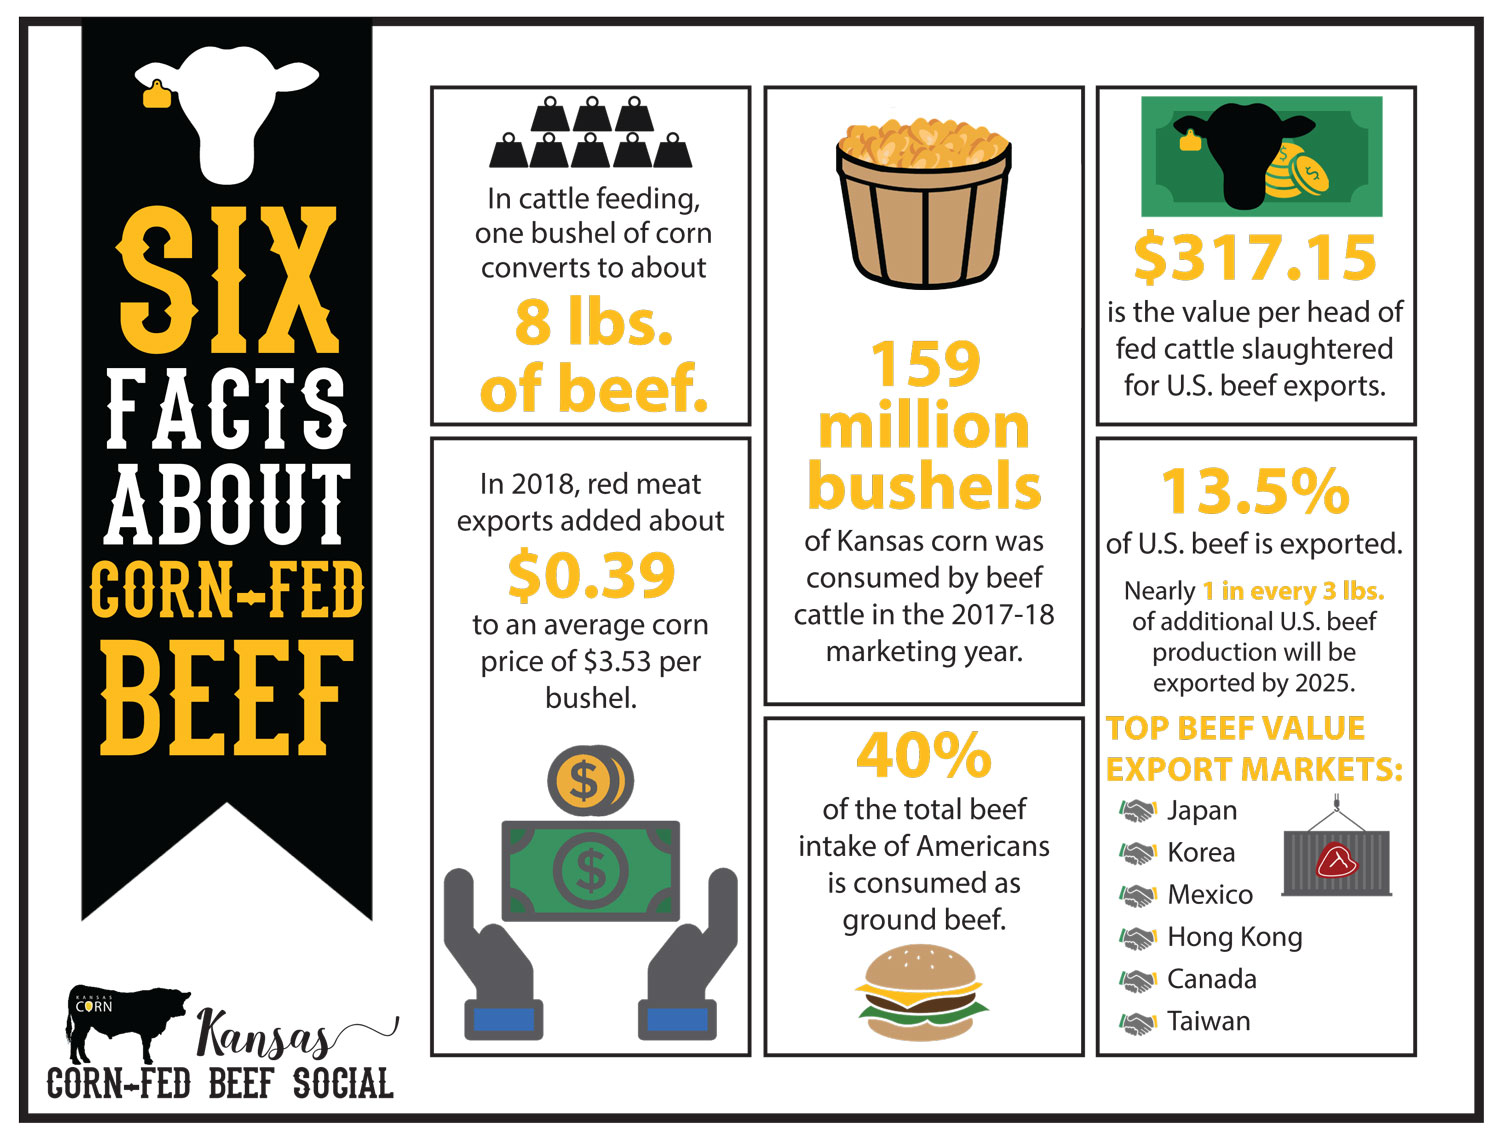 SIX
FACTS
ABOUT
CORN-FED
BEEF
KANSAS
CORN
Kansas
CORN-FED BEEF SOCIAL
In cattle feeding,
one bushel of corn
converts to about
8 lbs.
of beef.
In 2018, red meat
exports added about
$0.39
to an average corn
price of $3.53 per
bushel.
$
$
159
million
bushels
of Kansas corn was
consumed by beef
cattle in the 2017-18
marketing year.
40%
of the total beef
intake of Americans
is consumed as
ground beef.
$
$
$317.15
is the value per head of
fed cattle slaughtered
for U.S. beef exports.
13.5%
of U.S. beef is exported.
Nearly 1 in every 3 lbs.
of additional U.S. beef
production will be
exported by 2025.
TOP BEEF VALUE
EXPORT MARKETS:
Japan
Korea
Mexico
Hong Kong
Canada
Taiwan